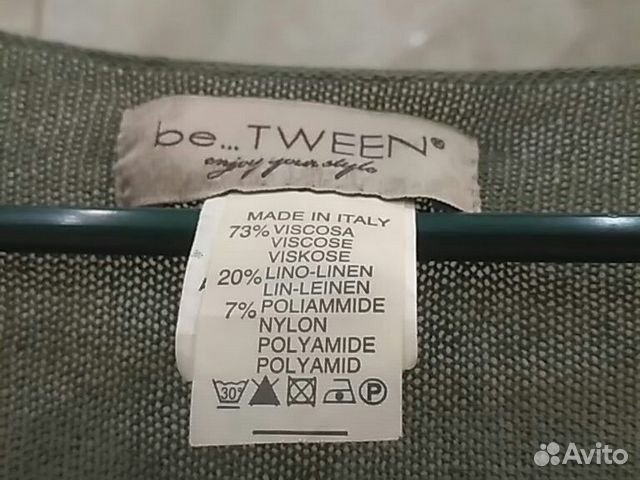 be...TWEEN®
enjoy your style
MADE IN ITALY
73% VISCOSA
VISCOSE
VISKOSE
20% LINO-LINEN
LIN-LEINEN
7% POLIAMMIDE
NYLON
POLYAMIDE
POLYAMID
30° P
Avito